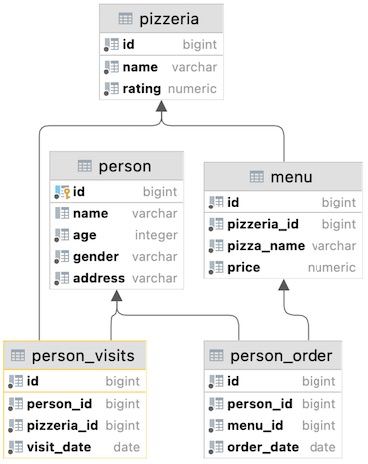 pizzeria
id bigint
name varchar
rating numeric
person
id bigint
name varchar
age integer
gender varchar
address varchar
menu
id bigint
pizzeria_id bigint
pizza_name varchar
price numeric
person_visits
id bigint
person_id bigint
pizzeria_id bigint
visit_date date
person_order
id bigint
person_id bigint
menu_id bigint
order_date date